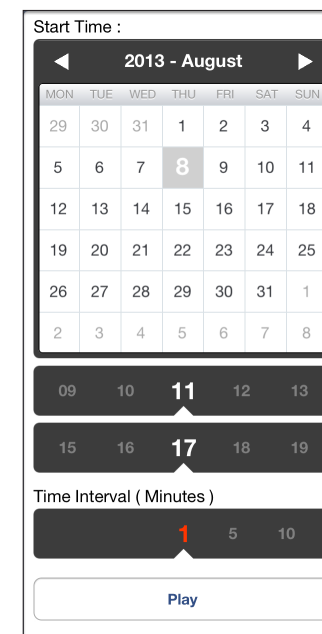 Start Time :
2013 - August
MON TUE WED THU FRI SAT SUN
29 30 31 1 2 3 4
5 6 7 8 9 10 11
12 13 14 15 16 17 18
19 20 21 22 23 24 25
26 27 28 29 30 31 1
2 3 4 5 6 7 8
09 10 11 12 13
15 16 17 18 19
Time Interval ( Minutes )
1 5 10
Play